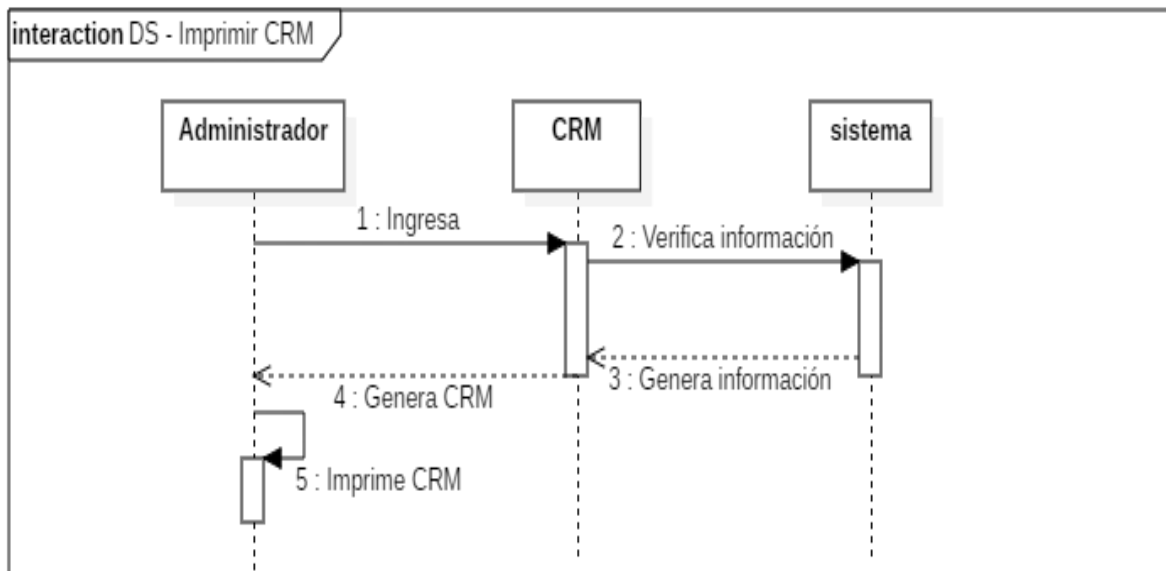 interaction DS - Imprimir CRM
Administrador
CRM
sistema
1 : Ingresa
2 : Verifica información
3 : Genera información
4 : Genera CRM
5 : Imprime CRM